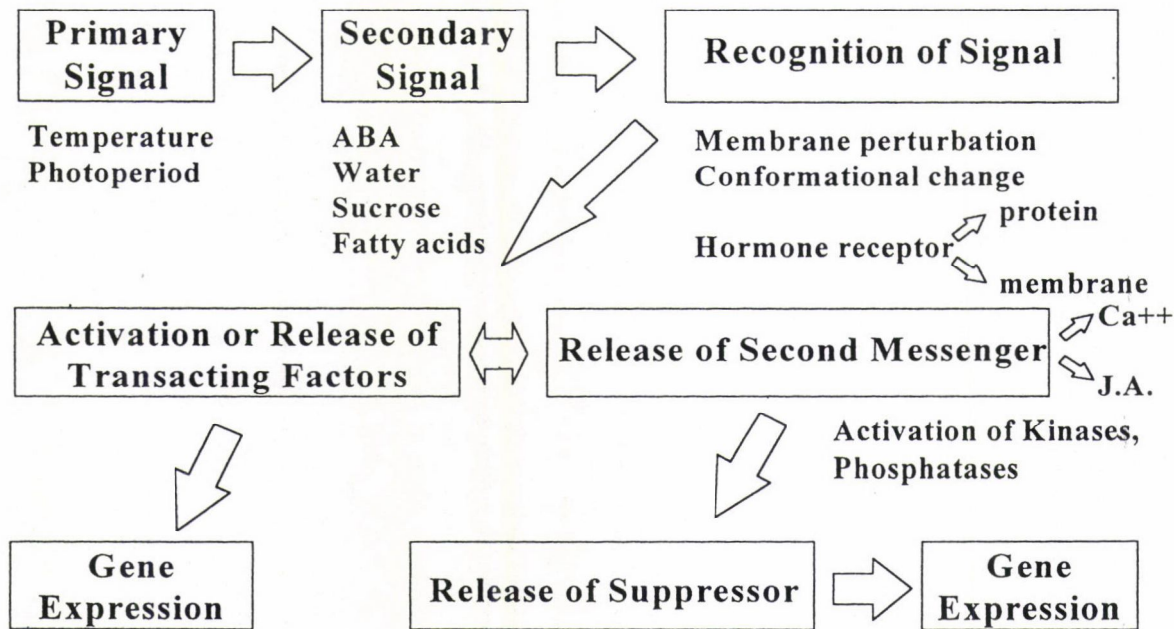 Primary
Signal
Secondary
Signal
Recognition of Signal
Temperature
Photoperiod
ABA
Water
Sucrose
Fatty acids
Membrane perturbation
Conformational change
Hormone receptor
protein
membrane
Activation or Release of
Transacting Factors
Release of Second Messenger
Ca++
J.A.
Activation of Kinases,
Phosphatases
Gene
Expression
Release of Suppressor
Gene
Expression